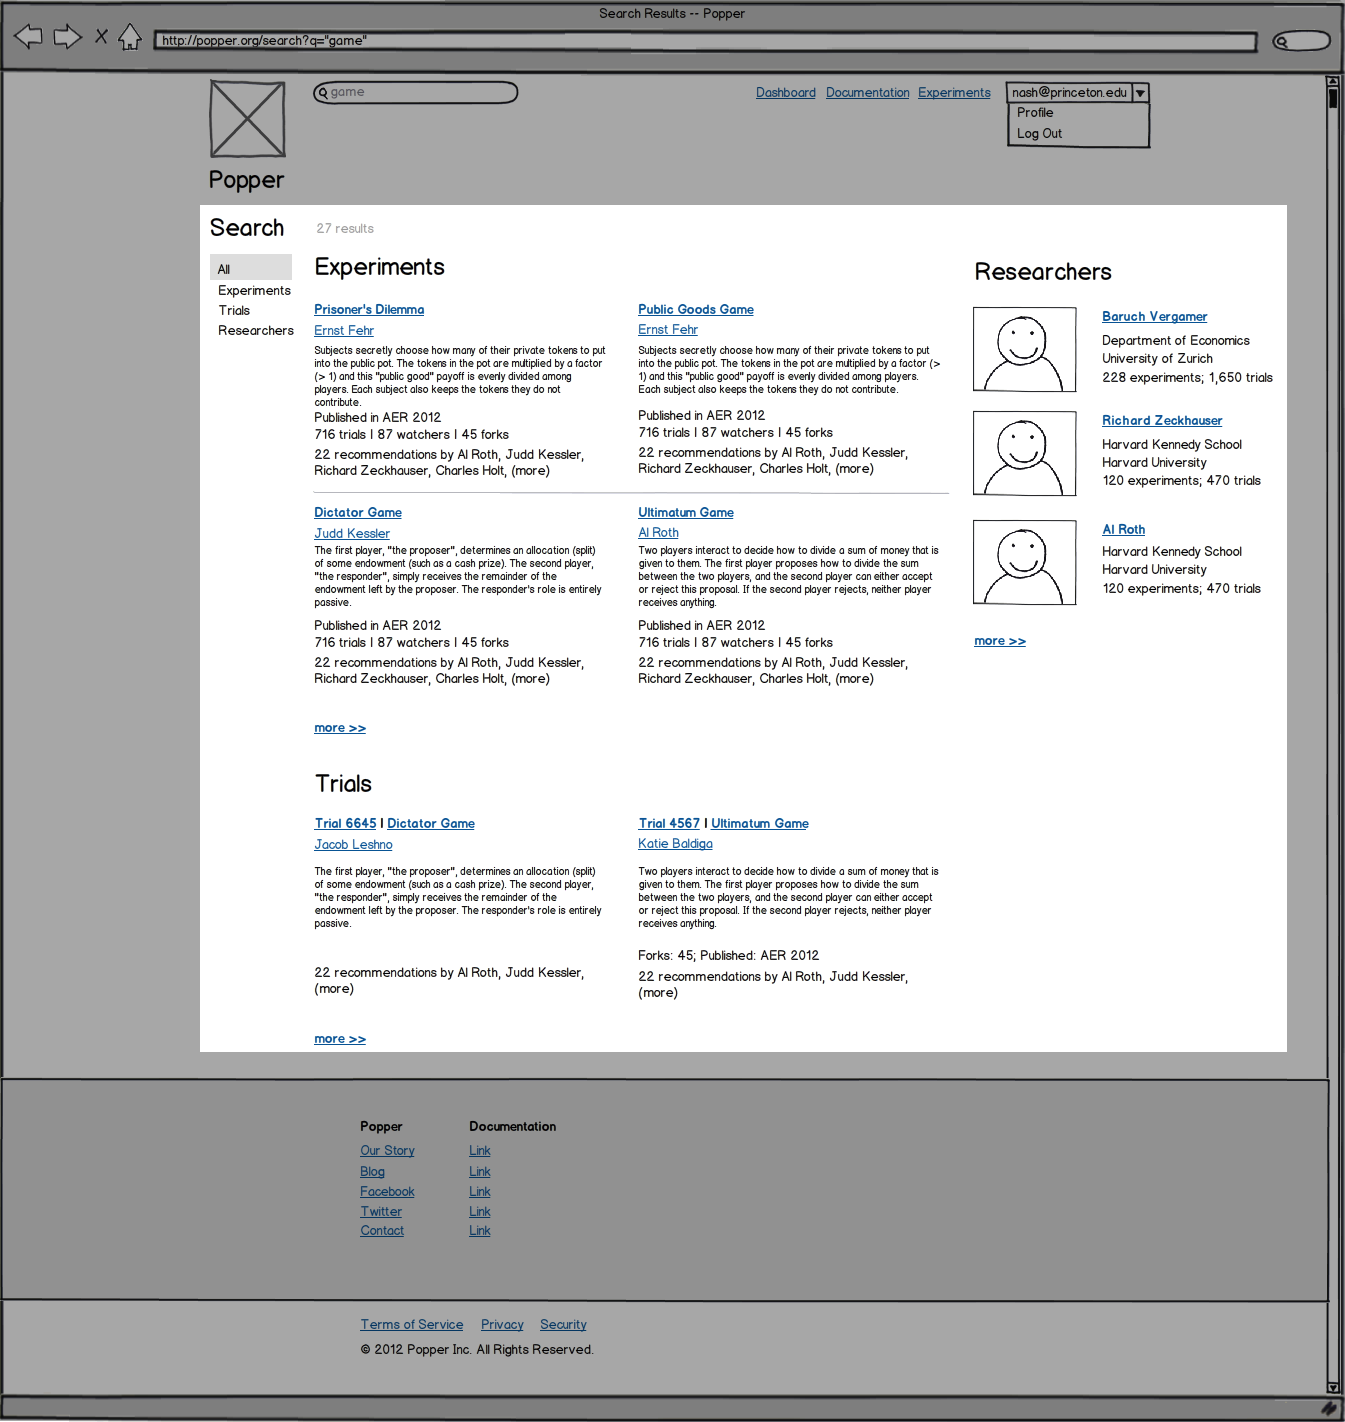 Search Results -- Popper
http://popper.org/search?q="game"
game
Dashboard Documentation Experiments
nash@princeton.edu
Profile
Log Out
Popper
Search
27 results
All
Experiments
Trials
Researchers
Experiments
Prisoner's Dilemma
Ernst Fehr
Subjects secretly choose how many of their private tokens to put
into the public pot. The tokens in the pot are multiplied by a factor
(> 1) and this "public good" payoff is evenly divided among
players. Each subject also keeps the tokens they do not
contribute.
Published in AER 2012
716 trials | 87 watchers | 45 forks
22 recommendations by Al Roth, Judd Kessler,
Richard Zeckhauser, Charles Holt, (more)
Public Goods Game
Ernst Fehr
Subjects secretly choose how many of their private tokens to put
into the public pot. The tokens in the pot are multiplied by a factor (>
1) and this "public good" payoff is evenly divided among players.
Each subject also keeps the tokens they do not contribute.
Published in AER 2012
716 trials | 87 watchers | 45 forks
22 recommendations by Al Roth, Judd Kessler,
Richard Zeckhauser, Charles Holt, (more)
Dictator Game
Judd Kessler
The first player, "the proposer", determines an allocation (split)
of some endowment (such as a cash prize). The second player,
"the responder", simply receives the remainder of the
endowment left by the proposer. The responder's role is entirely
passive.
Published in AER 2012
716 trials | 87 watchers | 45 forks
22 recommendations by Al Roth, Judd Kessler,
Richard Zeckhauser, Charles Holt, (more)
Ultimatum Game
Al Roth
Two players interact to decide how to divide a sum of money that is
given to them. The first player proposes how to divide the sum
between the two players, and the second player can either accept
or reject this proposal. If the second player rejects, neither player
receives anything.
Published in AER 2012
716 trials | 87 watchers | 45 forks
22 recommendations by Al Roth, Judd Kessler,
Richard Zeckhauser, Charles Holt, (more)
more >>
Trials
Trial 6645 | Dictator Game
Jacob Leshno
The first player, "the proposer", determines an allocation (split)
of some endowment (such as a cash prize). The second player,
"the responder", simply receives the remainder of the
endowment left by the proposer. The responder's role is entirely
passive.
22 recommendations by Al Roth, Judd Kessler,
(more)
Trial 4567 | Ultimatum Game
Katie Baldiga
Two players interact to decide how to divide a sum of money that is
given to them. The first player proposes how to divide the sum
between the two players, and the second player can either accept
or reject this proposal. If the second player rejects, neither player
receives anything.
Forks: 45; Published: AER 2012
22 recommendations by Al Roth, Judd Kessler,
(more)
more >>
Researchers
Baruch Vergamer
Department of Economics
University of Zurich
228 experiments; 1,650 trials
Richard Zeckhauser
Harvard Kennedy School
Harvard University
120 experiments; 470 trials
Al Roth
Harvard Kennedy School
Harvard University
120 experiments; 470 trials
more >>
Popper
Our Story
Blog
Facebook
Twitter
Contact
Documentation
Link
Link
Link
Link
Link
Terms of Service Privacy Security
© 2012 Popper Inc. All Rights Reserved.